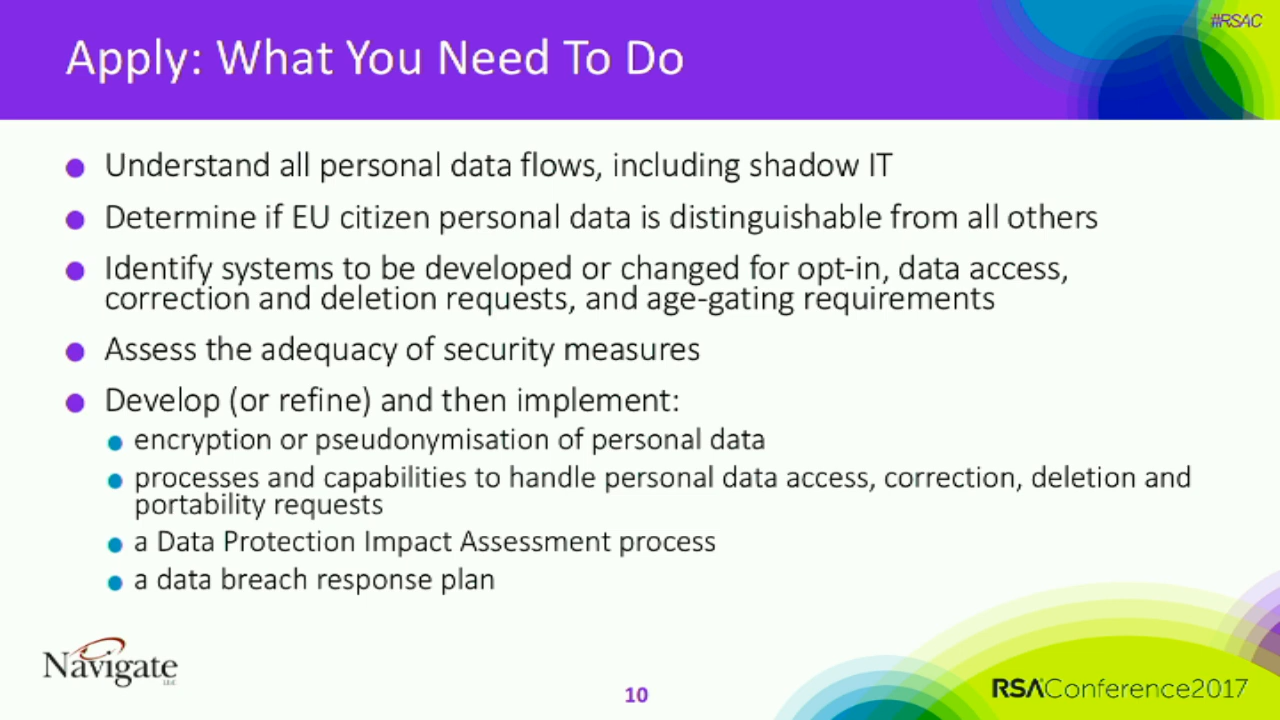 #RSAC
Apply: What You Need To Do
Understand all personal data flows, including shadow IT
Determine if EU citizen personal data is distinguishable from all others
Identify systems to be developed or changed for opt-in, data access,
correction and deletion requests, and age-gating requirements
Assess the adequacy of security measures
Develop (or refine) and then implement:
encryption or pseudonymisation of personal data
processes and capabilities to handle personal data access, correction, deletion and
portability requests
a Data Protection Impact Assessment process
a data breach response plan
Navigate
LLC
10
RSAConference2017